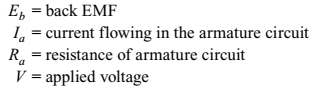 E_b = back EMF
I_a = current flowing in the armature circuit
R_a = resistance of armature circuit
V = applied voltage